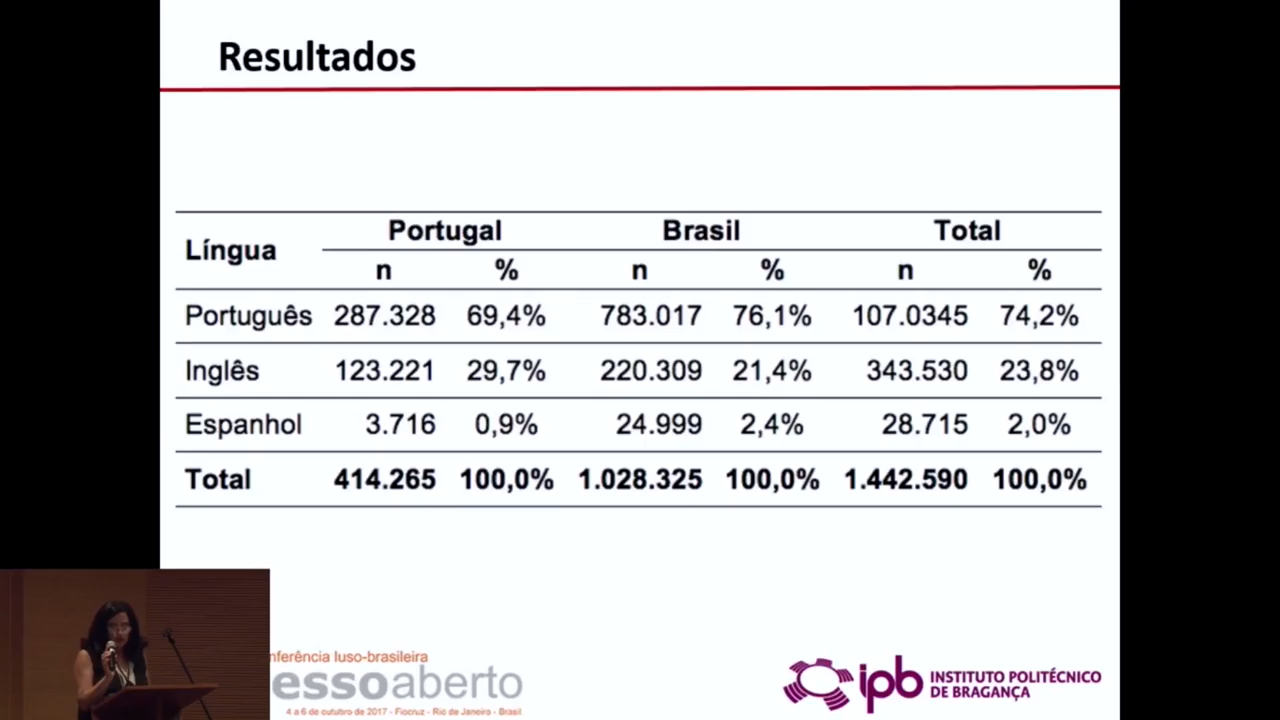 Resultados
Língua Portugal Brasil Total
n % n % n %
Português 287.328 69,4% 783.017 76,1% 107.0345 74,2%
Inglês 123.221 29,7% 220.309 21,4% 343.530 23,8%
Espanhol 3.716 0,9% 24.999 2,4% 28.715 2,0%
Total 414.265 100,0% 1.028.325 100,0% 1.442.590 100,0%
nferência luso-brasileira
essoaberto
4 a 6 de outubro de 2017 - Fiocruz - Rio de Janeiro - Brasil
ipb INSTITUTO POLITÉCNICO
DE BRAGANÇA